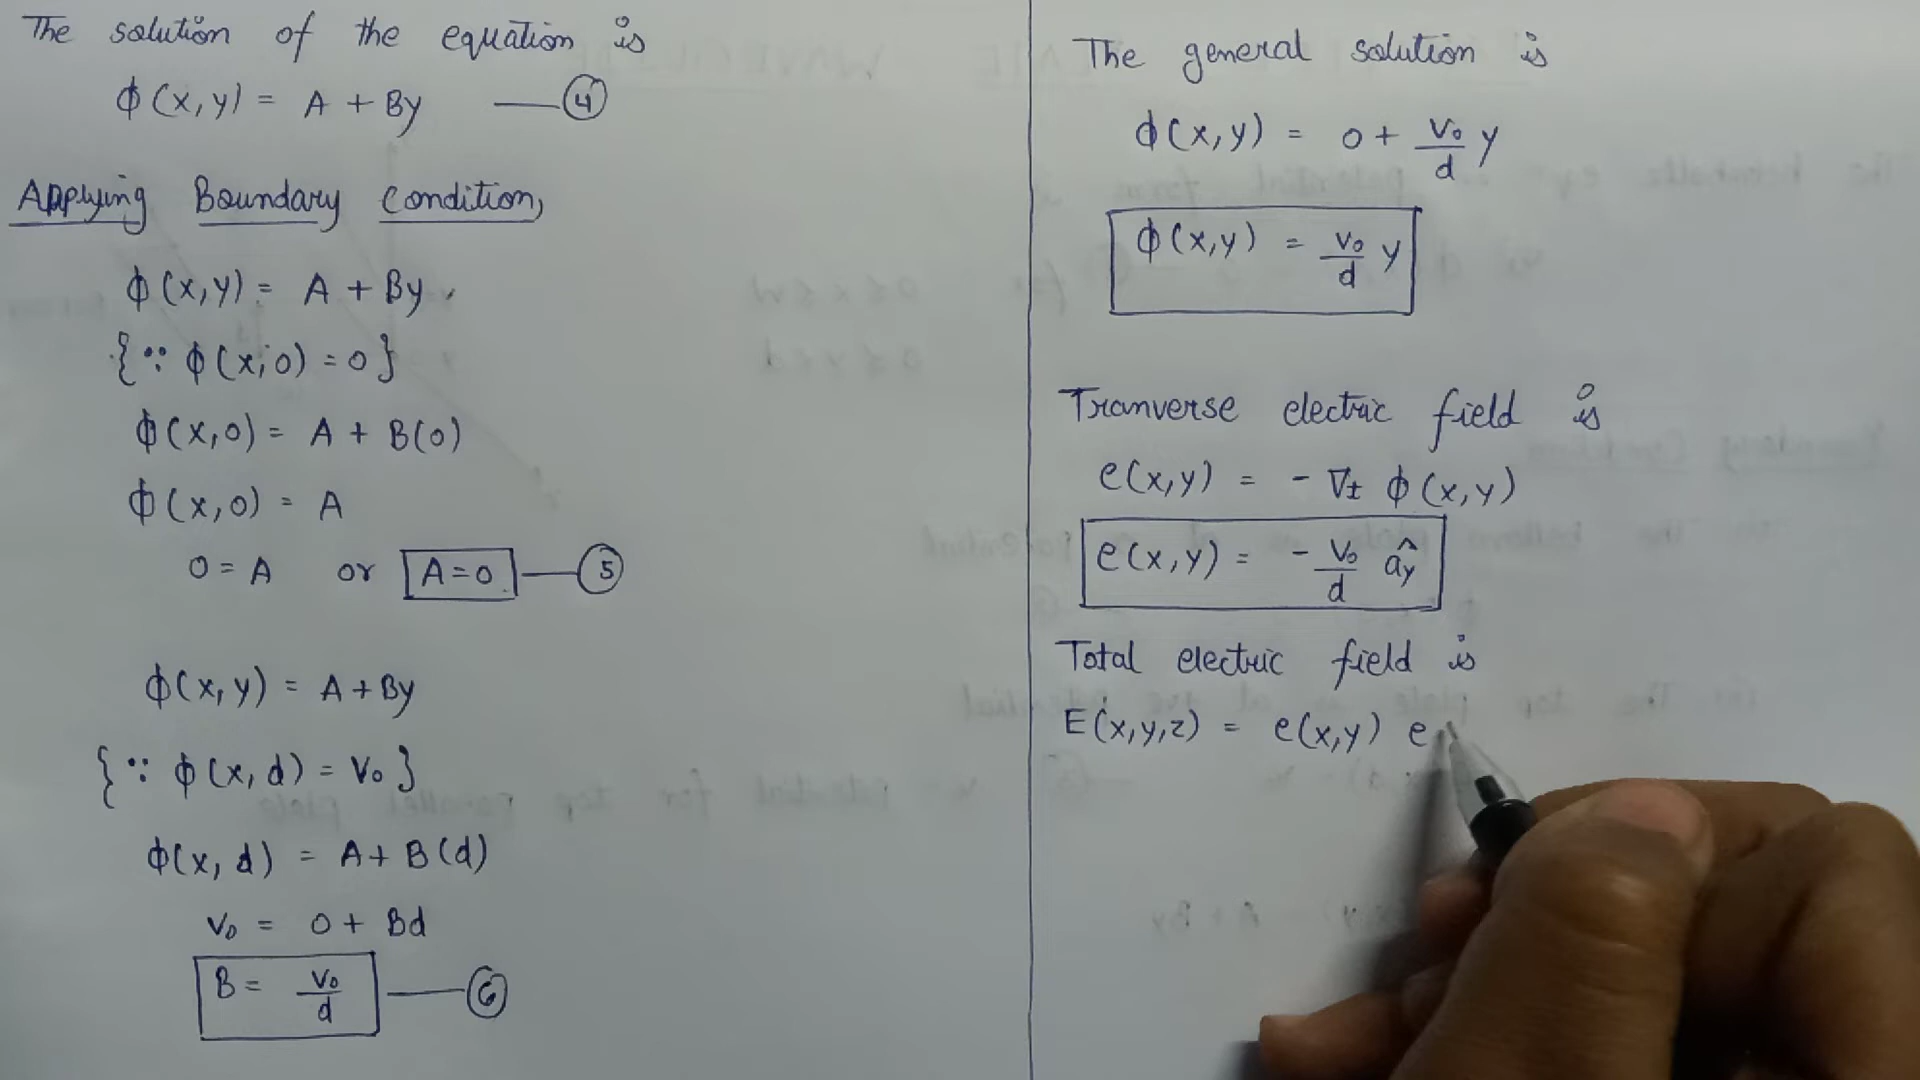 The solution of the equation is
ϕ(x,y) = A + By —— ④
Applying Boundary Condition,
ϕ(x,y) = A + By
{∵ ϕ(x,0) = 0}
ϕ(x,0) = A + B(0)
ϕ(x,0) = A
0 = A or A=0 —— ⑤
ϕ(x,y) = A + By
{∵ ϕ(x,d) = V₀}
ϕ(x,d) = A + B(d)
V₀ = 0 + Bd
B = V₀/d —— ⑥
The general solution is
ϕ(x,y) = 0 + V₀/d y
ϕ(x,y) = V₀/d y
Tranverse electric field is
e(x,y) = - ∇t ϕ(x,y)
e(x,y) = - V₀/d ây
Total electric field is
E(x,y,z) = e(x,y) e